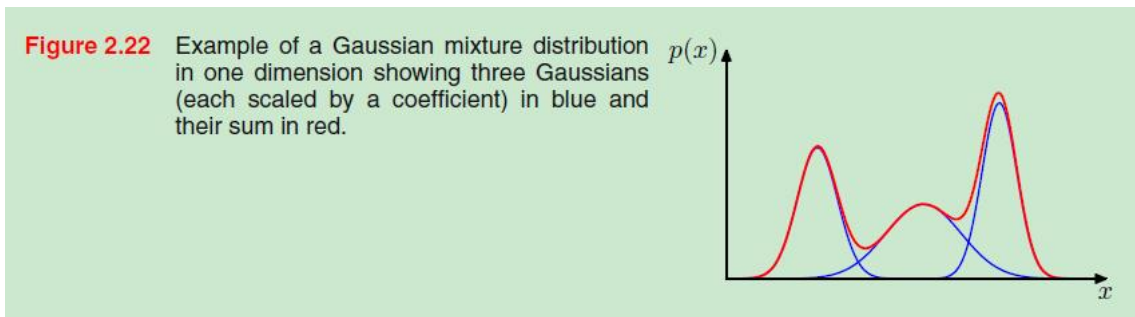 Figure 2.22 Example of a Gaussian mixture distribution
in one dimension showing three Gaussians
(each scaled by a coefficient) in blue and
their sum in red.
p(x)
x